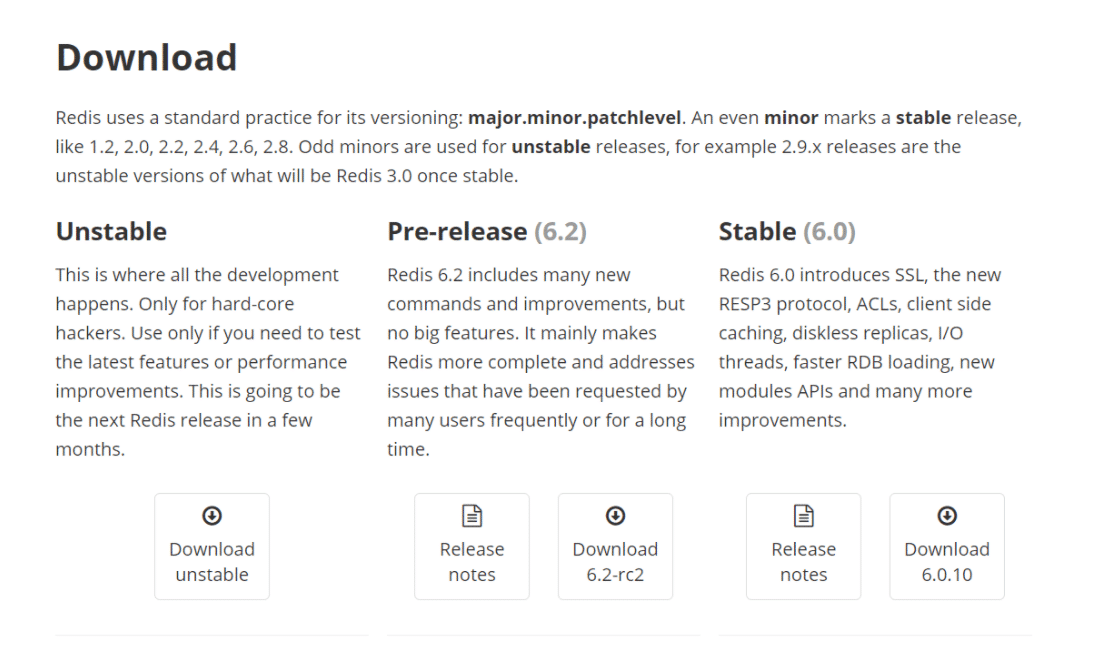 Download
Redis uses a standard practice for its versioning: major.minor.patchlevel. An even minor marks a stable release,
like 1.2, 2.0, 2.2, 2.4, 2.6, 2.8. Odd minors are used for unstable releases, for example 2.9.x releases are the
unstable versions of what will be Redis 3.0 once stable.
Unstable
This is where all the development
happens. Only for hard-core
hackers. Use only if you need to test
the latest features or performance
improvements. This is going to be
the next Redis release in a few
months.
Download
unstable
Pre-release (6.2)
Redis 6.2 includes many new
commands and improvements, but
no big features. It mainly makes
Redis more complete and addresses
issues that have been requested by
many users frequently or for a long
time.
Release
notes
Download
6.2-rc2
Stable (6.0)
Redis 6.0 introduces SSL, the new
RESP3 protocol, ACLs, client side
caching, diskless replicas, I/O
threads, faster RDB loading, new
modules APIs and many more
improvements.
Release
notes
Download
6.0.10